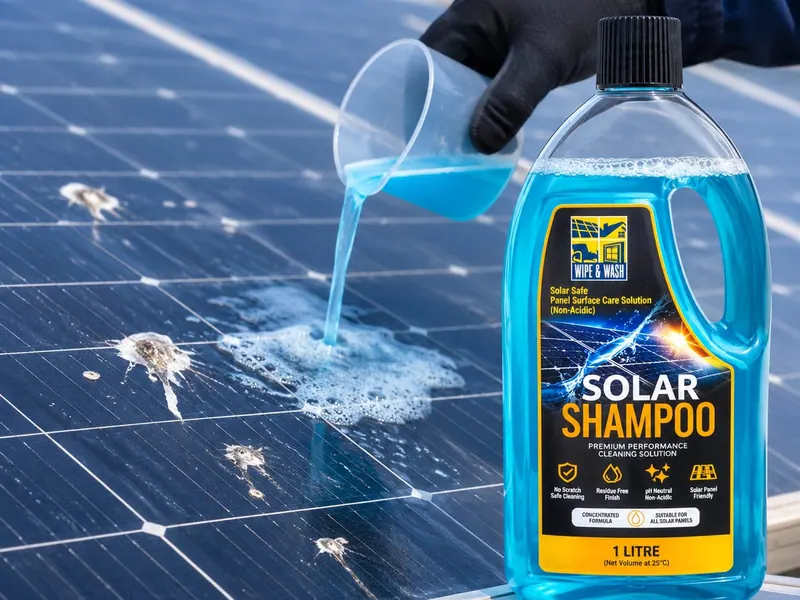 WIPE & WASH
Solar Safe
Panel Surface Care Solution
(Non-Acidic)
SOLAR
SHAMPOO
PREMIUM PERFORMANCE
CLEANING SOLUTION
No Scratch
Safe Cleaning
Residue Free
Finish
pH Neutral
Non-Acidic
Solar Panel
Friendly
CONCENTRATED
FORMULA
SUITABLE FOR
ALL SOLAR PANELS
1 LITRE
(Net Volume at 25°C)